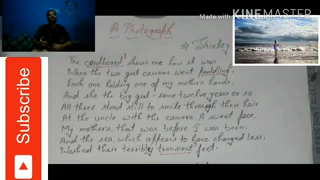 Made with KINEMASTER
A Photograph
Shirley
The cardboard shows me how it was
When the two girl cousins went paddling,
Each one holding one of my mother's hands,
And she the big girl - some twelve years or so.
All three stood still to smile through their hair
At the uncle with the camera. A sweet face,
My mother's, that was before I was born.
And the sea, which appears to have changed less,
Washed their terribly transient feet.
Subscribe